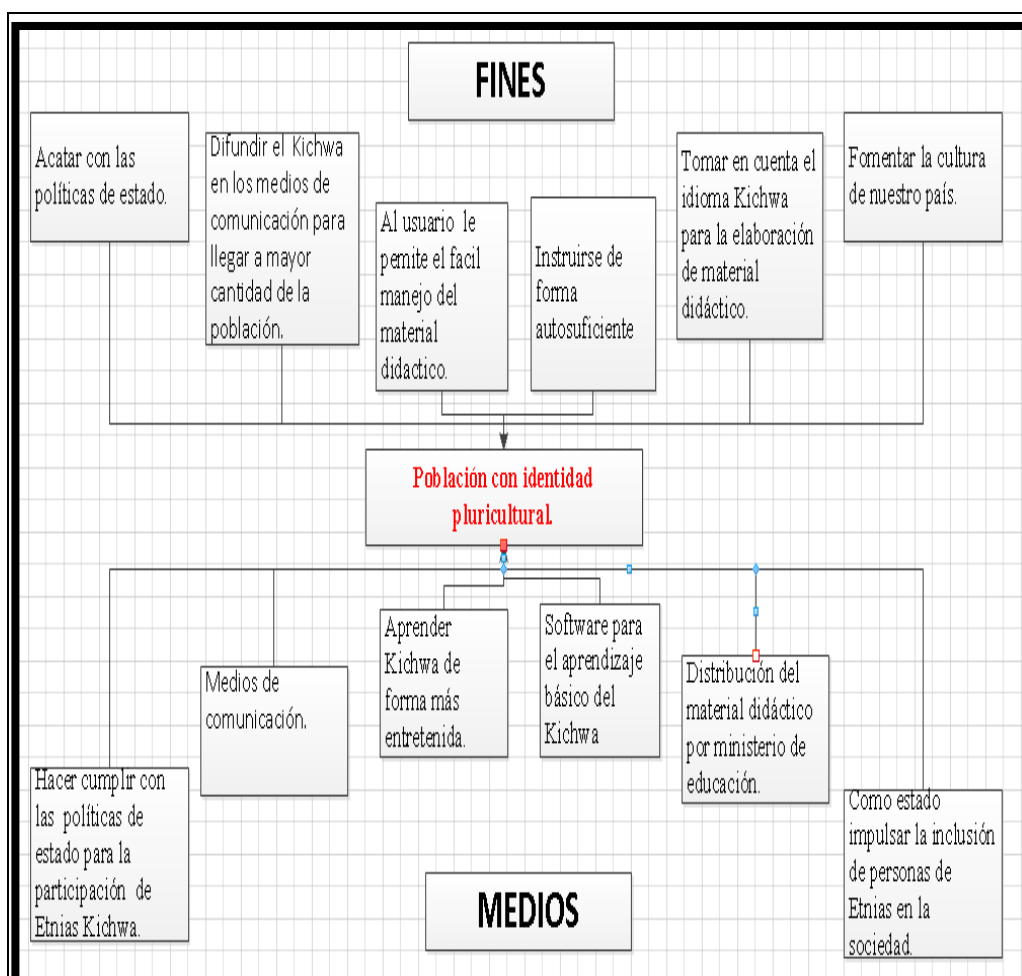 FINES
Acatar con las
políticas de estado.
Difundir el Kichwa
en los medios de
comunicación para
llegar a mayor
cantidad de la
población.
Al usuario le
pemite el facil
manejo del
material
didactico.
Instruirse de
forma
autosuficiente
Tomar en cuenta el
idioma Kichwa
para la elaboración
de material
didáctico.
Fomentar la cultura
de nuestro país.
Población con identidad
pluricultural.
Hacer cumplir con
las políticas de
estado para la
participación de
Etnias Kichwa.
Medios de
comunicación.
Aprender
Kichwa de
forma más
entretenida.
Software para
el aprendizaje
básico del
Kichwa
Distribución del
material didáctico
por ministerio de
educación.
Como estado
impulsar la inclusión
de personas de
Etnias en la
sociedad.
MEDIOS